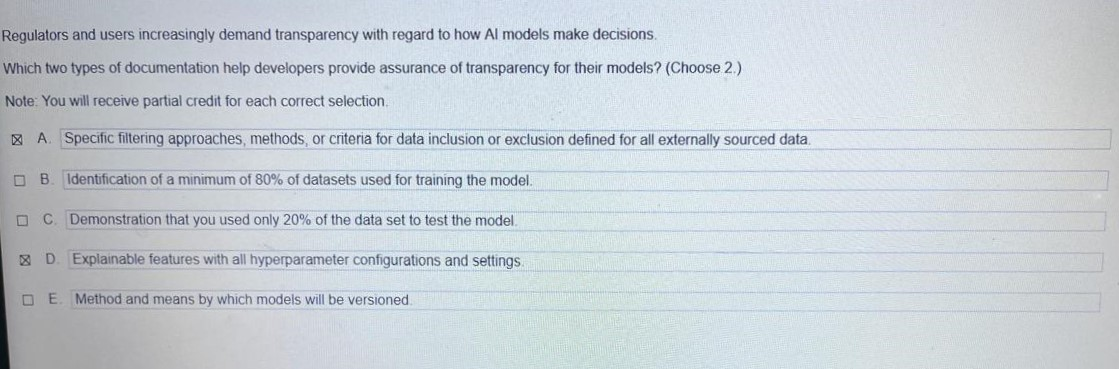 Regulators and users increasingly demand transparency with regard to how AI models make decisions.
Which two types of documentation help developers provide assurance of transparency for their models? (Choose 2.)
Note: You will receive partial credit for each correct selection.
A. Specific filtering approaches, methods, or criteria for data inclusion or exclusion defined for all externally sourced data.
B. Identification of a minimum of 80% of datasets used for training the model.
C. Demonstration that you used only 20% of the data set to test the model.
D. Explainable features with all hyperparameter configurations and settings.
E. Method and means by which models will be versioned.